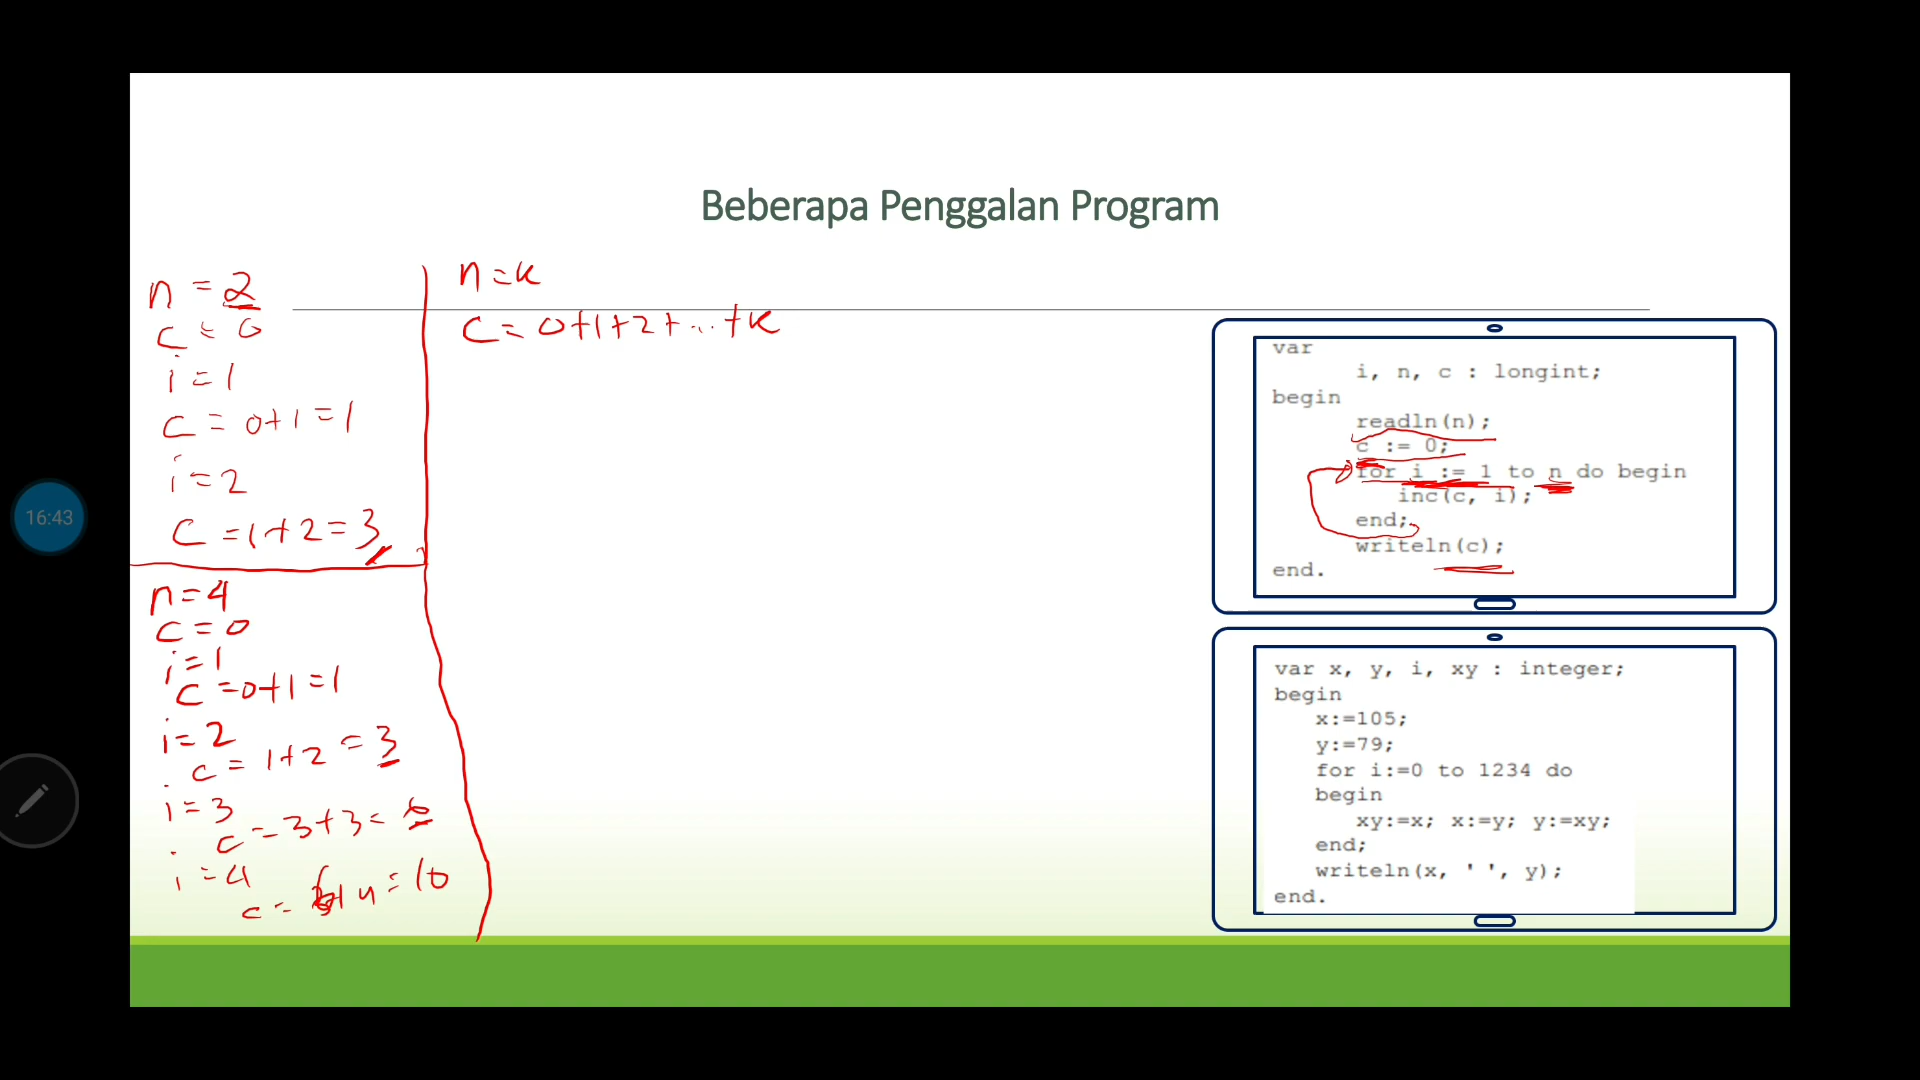 Beberapa Penggalan Program
n = 2
c = 0
i = 1
c = 0+1 = 1
i = 2
c = 1+2 = 3
n = 4
c = 0
i = 1
c = 0+1 = 1
i = 2
c = 1+2 = 3
i = 3
c = 3+3 = 6
i = 4
c = 6+4 = 10
n = k
c = 0+1+2+...+k
var
i, n, c : longint;
begin
readln(n);
c := 0;
for i := 1 to n do begin
inc(c, i);
end;
writeln(c);
end.
var x, y, i, xy : integer;
begin
x:=105;
y:=79;
for i:=0 to 1234 do
begin
xy:=x; x:=y; y:=xy;
end;
writeln(x, ' ', y);
end.
16:43